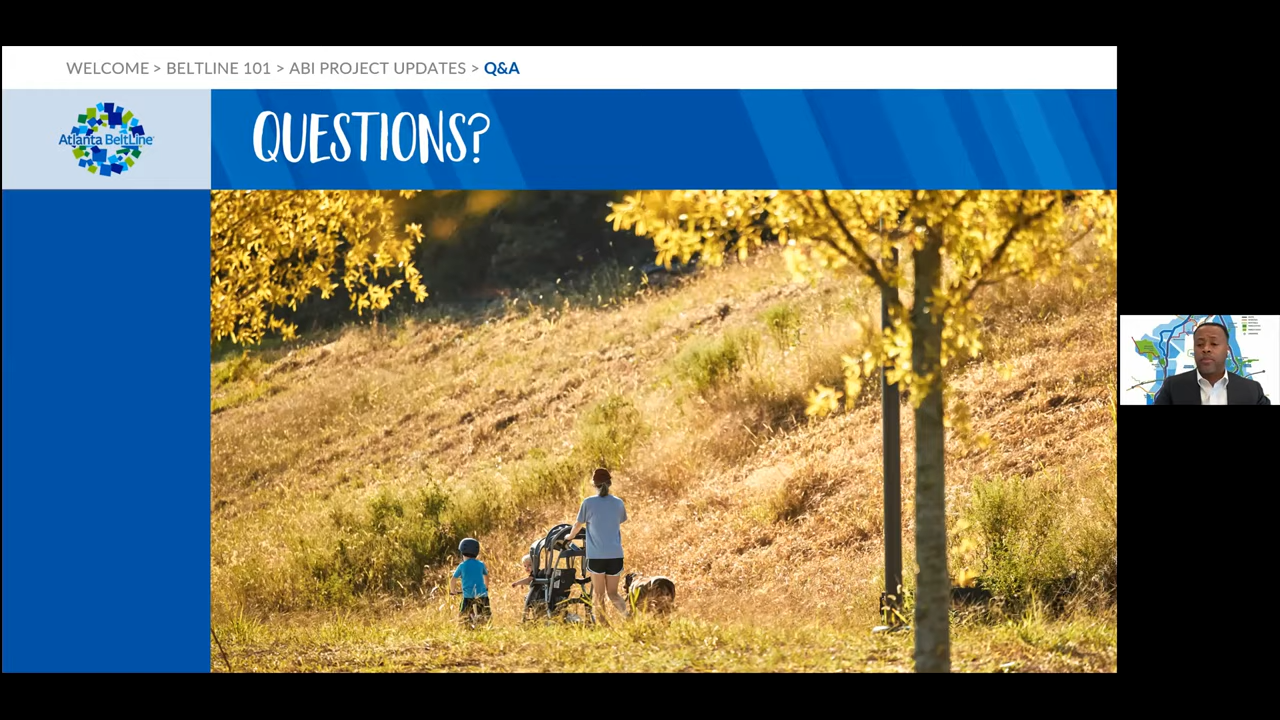 WELCOME > BELTLINE 101 > ABI PROJECT UPDATES > Q&A
Atlanta BeltLine
QUESTIONS?